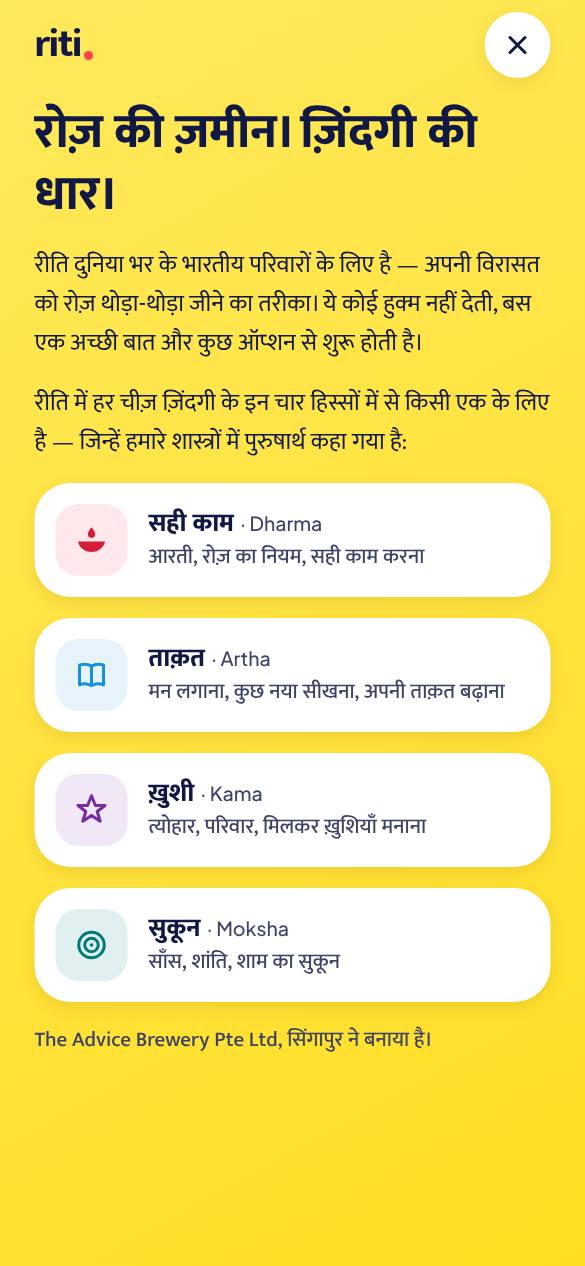 riti.
रोज़ की ज़मीन। ज़िंदगी की
धार।
रीति दुनिया भर के भारतीय परिवारों के लिए है — अपनी विरासत
को रोज़ थोड़ा-थोड़ा जीने का तरीका। ये कोई हुक्म नहीं देती, बस
एक अच्छी बात और कुछ ऑप्शन से शुरू होती है।
रीति में हर चीज़ ज़िंदगी के इन चार हिस्सों में से किसी एक के लिए
है — जिन्हें हमारे शास्त्रों में पुरुषार्थ कहा गया है:
सही काम · Dharma
आरती, रोज़ का नियम, सही काम करना
ताक़त · Artha
मन लगाना, कुछ नया सीखना, अपनी ताक़त बढ़ाना
ख़ुशी · Kama
त्योहार, परिवार, मिलकर ख़ुशियाँ मनाना
सुकून · Moksha
साँस, शांति, शाम का सुकून
The Advice Brewery Pte Ltd, सिंगापुर ने बनाया है।